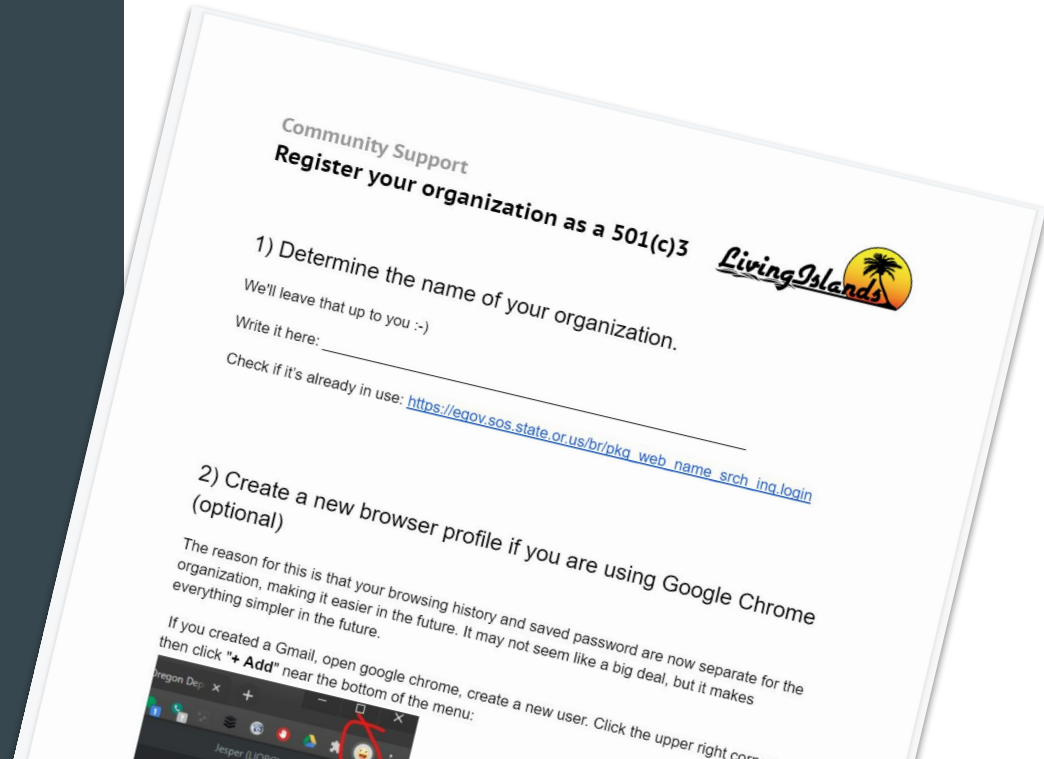 Community Support
Register your organization as a 501(c)3
LivingIslands
1) Determine the name of your organization.
We'll leave that up to you :-)
Write it here:
Check if it's already in use: https://egov.sos.state.or.us/br/pkg_web_name_srch_inq.login
2) Create a new browser profile if you are using Google Chrome
(optional)
The reason for this is that your browsing history and saved password are now separate for the
organization, making it easier in the future. It may not seem like a big deal, but it makes
everything simpler in the future.
If you created a Gmail, open google chrome, create a new user. Click the upper right
then click "+ Add" near the bottom of the menu:
Oregon
Jesper